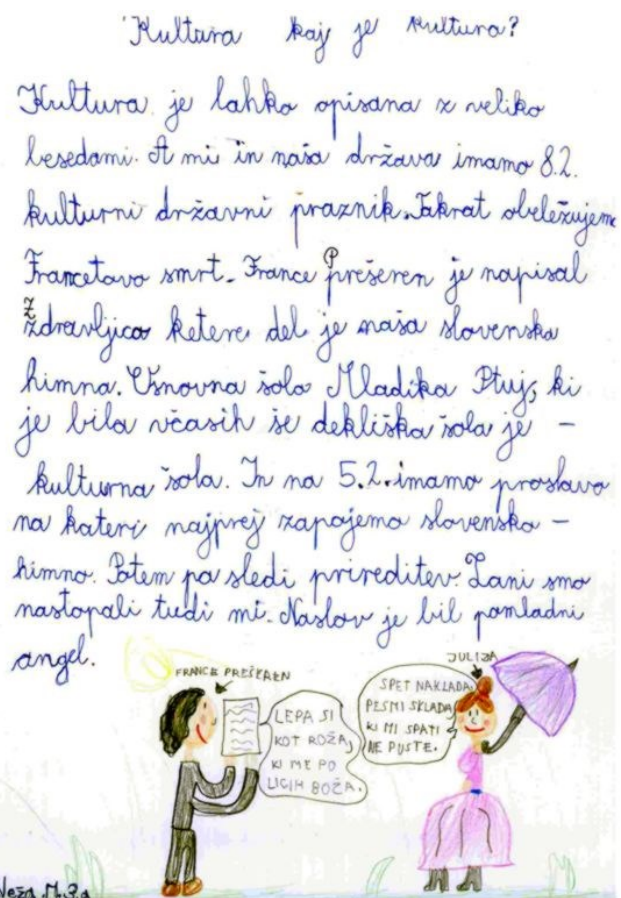 Kultura kaj je kultura?
Kultura je lahko opisana z veliko
besedami. A mi in naša država imamo 8.2.
kulturni državni praznik. Takrat obeležujemo
Francetovo smrt. France Prešeren je napisal
Zdravljico katere del je naša slovenska
himna. Osnovna šola Mladika Ptuj, ki
je bila včasih še dekliška šola je -
kulturna šola. In na 5.2. imamo proslavo
na kateri najprej zapojemo slovensko -
himno. Potem pa sledi prireditev. Lani smo
nastopali tudi mi. Naslov je bil pomladni
angel.
FRANCE PREŠEREN
LEPA SI
KOT ROŽA,
KI ME PO
LICIH BOŽA.
JULIJA
SPET NAKLADA,
PESMI SKLADA,
KI MI SPATI
NE PUSTE.
Neža M. 3.a